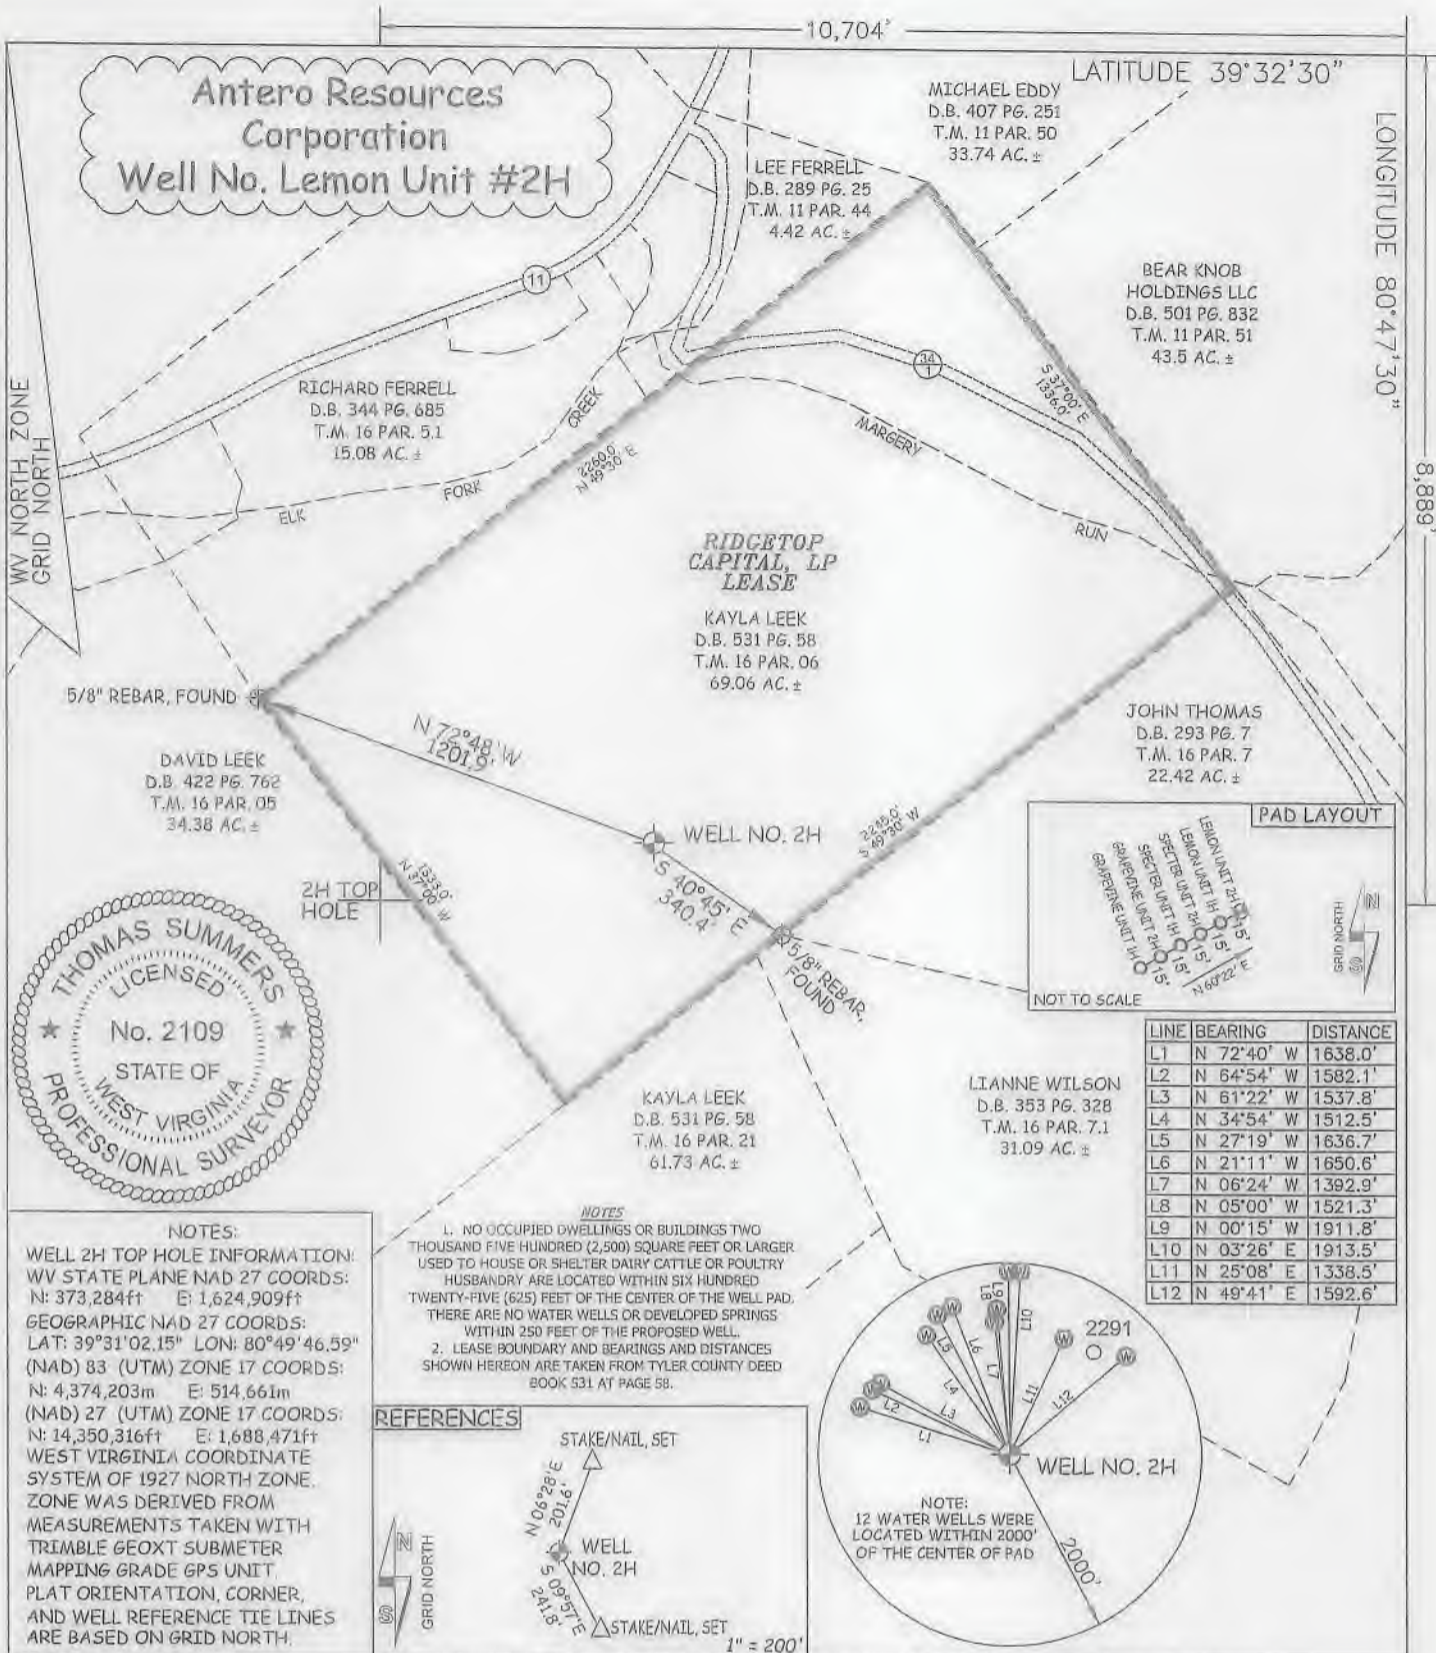 10,704'
LATITUDE 39°32'30"
LONGITUDE 80°47'30"
8,889'
Antero Resources
Corporation
Well No. Lemon Unit #2H
MICHAEL EDDY
D.B. 407 PG. 251
T.M. 11 PAR. 50
33.74 AC. ±
LEE FERRELL
D.B. 289 PG. 25
T.M. 11 PAR. 44
4.42 AC. ±
BEAR KNOB
HOLDINGS LLC
D.B. 501 PG. 832
T.M. 11 PAR. 51
43.5 AC. ±
11
34
1
S 37°00' E
1336.0'
WV NORTH ZONE
GRID NORTH
RICHARD FERRELL
D.B. 344 PG. 685
T.M. 16 PAR. 5.1
15.08 AC. ±
ELK FORK CREEK
2260.0'
N 49°30' E
MARGERY RUN
RIDGETOP
CAPITAL, LP
LEASE
KAYLA LEEK
D.B. 531 PG. 58
T.M. 16 PAR. 06
69.06 AC. ±
5/8" REBAR, FOUND
N 72°48' W
1201.9'
DAVID LEEK
D.B. 422 PG. 762
T.M. 16 PAR. 05
34.38 AC. ±
JOHN THOMAS
D.B. 293 PG. 7
T.M. 16 PAR. 7
22.42 AC. ±
WELL NO. 2H
S 49°30' W
S 40°45' E
340.4'
2H TOP
HOLE
N 37°00' W
5/8" REBAR,
FOUND
PAD LAYOUT
LEMON UNIT 2H
LEMON UNIT 1H
SPECTER UNIT 2H
SPECTER UNIT 1H
GRAPEVINE UNIT 2H
GRAPEVINE UNIT 1H
15'
15'
15'
15'
15'
N 60°22' E
NOT TO SCALE
GRID NORTH
N
S
THOMAS SUMMERS
LICENSED
No. 2109
STATE OF
WEST VIRGINIA
PROFESSIONAL SURVEYOR
KAYLA LEEK
D.B. 531 PG. 58
T.M. 16 PAR. 21
61.73 AC. ±
LIANNE WILSON
D.B. 353 PG. 328
T.M. 16 PAR. 7.1
31.09 AC. ±
LINE BEARING DISTANCE
L1 N 72°40' W 1638.0'
L2 N 64°54' W 1582.1'
L3 N 61°22' W 1537.8'
L4 N 34°54' W 1512.5'
L5 N 27°19' W 1636.7'
L6 N 21°11' W 1650.6'
L7 N 06°24' W 1392.9'
L8 N 05°00' W 1521.3'
L9 N 00°15' W 1911.8'
L10 N 03°26' E 1913.5'
L11 N 25°08' E 1338.5'
L12 N 49°41' E 1592.6'
NOTES:
WELL 2H TOP HOLE INFORMATION:
WV STATE PLANE NAD 27 COORDS:
N: 373,284ft E: 1,624,909ft
GEOGRAPHIC NAD 27 COORDS:
LAT: 39°31'02.15" LON: 80°49'46.59"
(NAD) 83 (UTM) ZONE 17 COORDS:
N: 4,374,203m E: 514,661m
(NAD) 27 (UTM) ZONE 17 COORDS:
N: 14,350,316ft E: 1,688,471ft
WEST VIRGINIA COORDINATE
SYSTEM OF 1927 NORTH ZONE.
ZONE WAS DERIVED FROM
MEASUREMENTS TAKEN WITH
TRIMBLE GEOXT SUBMETER
MAPPING GRADE GPS UNIT.
PLAT ORIENTATION, CORNER,
AND WELL REFERENCE TIE LINES
ARE BASED ON GRID NORTH.
NOTES
1. NO OCCUPIED DWELLINGS OR BUILDINGS TWO
THOUSAND FIVE HUNDRED (2,500) SQUARE FEET OR LARGER
USED TO HOUSE OR SHELTER DAIRY CATTLE OR POULTRY
HUSBANDRY ARE LOCATED WITHIN SIX HUNDRED
TWENTY-FIVE (625) FEET OF THE CENTER OF THE WELL PAD.
THERE ARE NO WATER WELLS OR DEVELOPED SPRINGS
WITHIN 250 FEET OF THE PROPOSED WELL.
2. LEASE BOUNDARY AND BEARINGS AND DISTANCES
SHOWN HEREON ARE TAKEN FROM TYLER COUNTY DEED
BOOK 531 AT PAGE 58.
REFERENCES
STAKE/NAIL, SET
N 06°28'E
201.6'
WELL
NO. 2H
S 09°57'E
241.8'
STAKE/NAIL, SET
1" = 200'
N
S
GRID NORTH
W W W W W W W W W W W W
L1
L2
L3
L4
L5
L6
L7
L8
L9
L10
L11
L12
2291
WELL NO. 2H
NOTE:
12 WATER WELLS WERE
LOCATED WITHIN 2000'
OF THE CENTER OF PAD
2000'